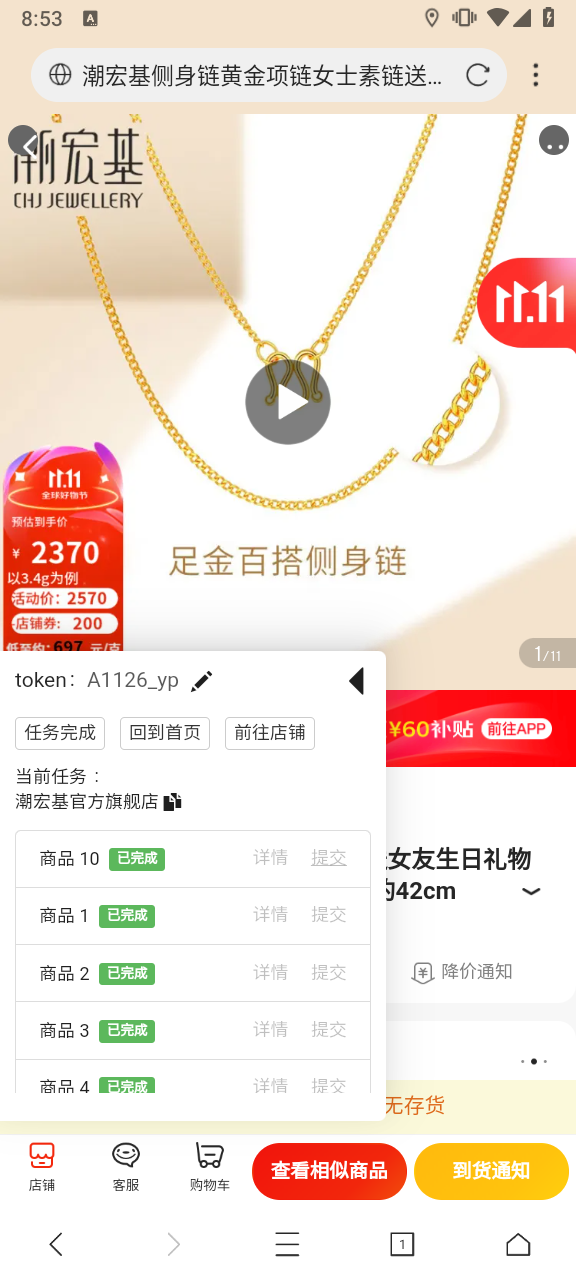 8:53
潮宏基侧身链黄金项链女士素链送...
潮宏基
CHJ JEWELLERY
11.11
11.11
全球好物节
预估到手价
¥ 2370
以3.4g为例
活动价: 2570
店铺券: 200
低至约: 697 元/克
足金百搭侧身链
1/11
token: A1126_yp
¥60补贴 前往APP
任务完成 回到首页 前往店铺
当前任务：
潮宏基官方旗舰店
商品 10 已完成 详情 提交
女友生日礼物
约42cm
商品 1 已完成 详情 提交
商品 2 已完成 详情 提交
降价通知
商品 3 已完成 详情 提交
商品 4 已完成 详情 提交
无存货
店铺 客服 购物车 查看相似商品 到货通知
1